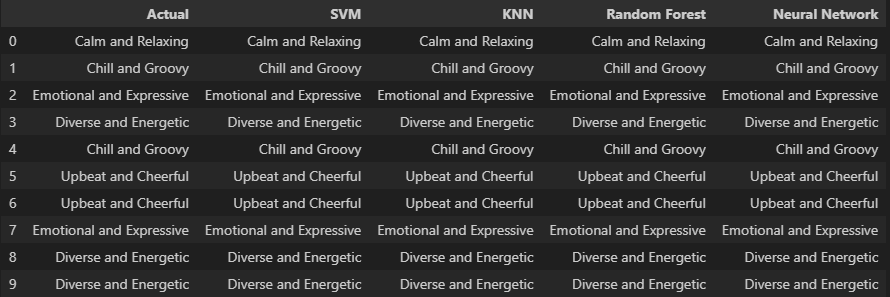 Actual SVM KNN Random Forest Neural Network
0 Calm and Relaxing Calm and Relaxing Calm and Relaxing Calm and Relaxing Calm and Relaxing
1 Chill and Groovy Chill and Groovy Chill and Groovy Chill and Groovy Chill and Groovy
2 Emotional and Expressive Emotional and Expressive Emotional and Expressive Emotional and Expressive Emotional and Expressive
3 Diverse and Energetic Diverse and Energetic Diverse and Energetic Diverse and Energetic Diverse and Energetic
4 Chill and Groovy Chill and Groovy Chill and Groovy Chill and Groovy Chill and Groovy
5 Upbeat and Cheerful Upbeat and Cheerful Upbeat and Cheerful Upbeat and Cheerful Upbeat and Cheerful
6 Upbeat and Cheerful Upbeat and Cheerful Upbeat and Cheerful Upbeat and Cheerful Upbeat and Cheerful
7 Emotional and Expressive Emotional and Expressive Emotional and Expressive Emotional and Expressive Emotional and Expressive
8 Diverse and Energetic Diverse and Energetic Diverse and Energetic Diverse and Energetic Diverse and Energetic
9 Diverse and Energetic Diverse and Energetic Diverse and Energetic Diverse and Energetic Diverse and Energetic